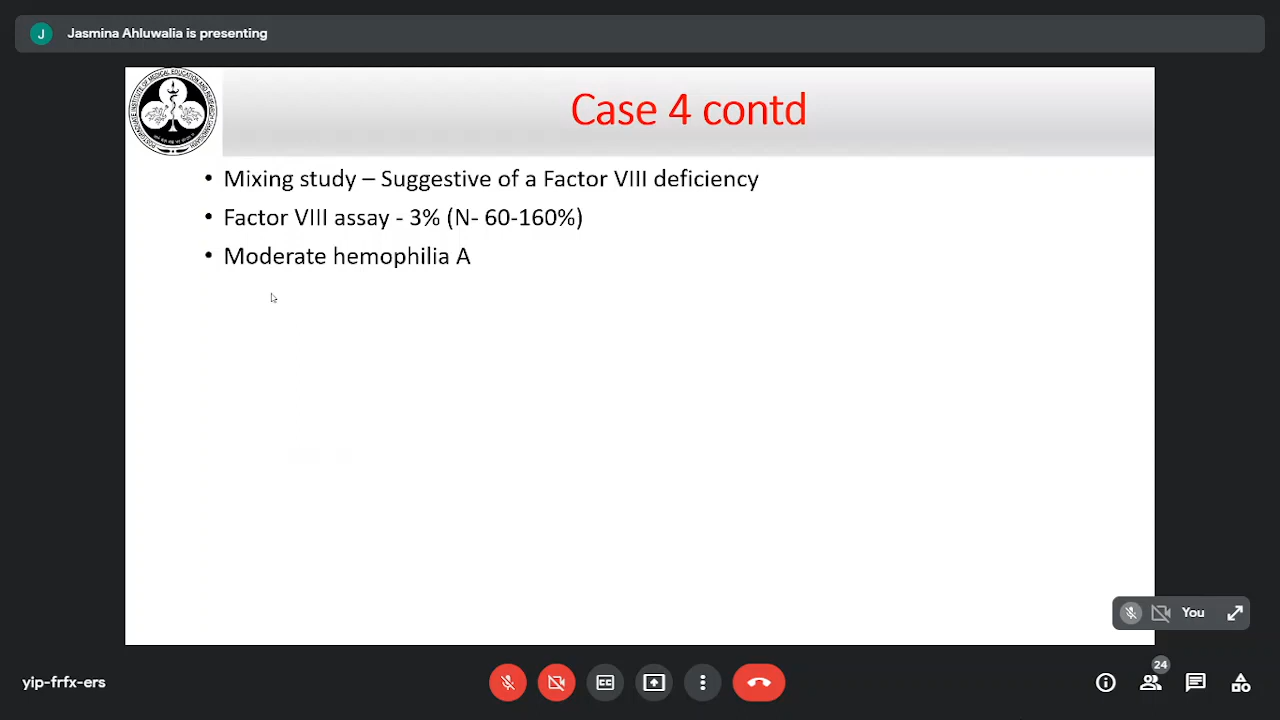 J
Jasmina Ahluwalia is presenting
Case 4 contd
• Mixing study – Suggestive of a Factor VIII deficiency
• Factor VIII assay - 3% (N- 60-160%)
• Moderate hemophilia A
You
yip-frfx-ers
CC
24